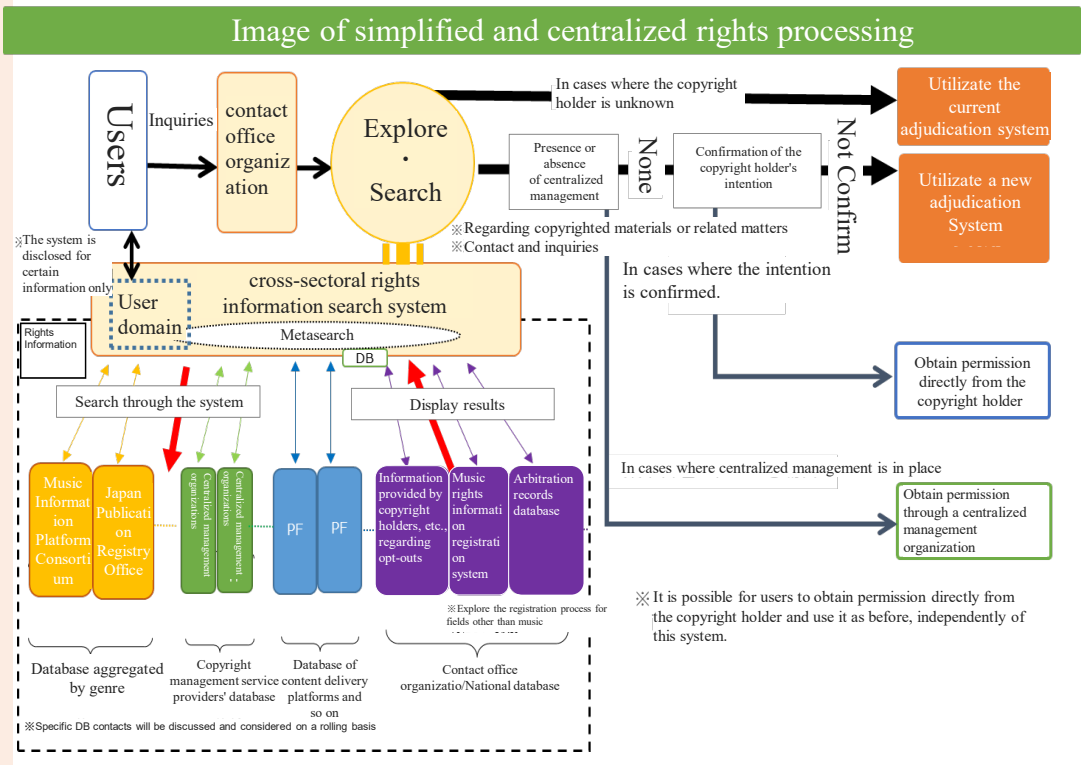 Image of simplified and centralized rights processing
Users
Inquiries
contact
office
organiz
ation
Explore
・
Search
In cases where the copyright
holder is unknown
Utilizate the
current
adjudication system
Presence or
absence
of centralized
management
None
Confirmation of the
copyright holder's
intention
Not Confirm
Utilizate a new
adjudication
System
※Regarding copyrighted materials or related matters
※Contact and inquiries
※The system is
disclosed for
certain
information only
In cases where the intention
is confirmed.
cross-sectoral rights
information search system
User
domain
Metasearch
DB
Rights
Information
Search through the system
Display results
Obtain permission
directly from the
copyright holder
Music
Informat
ion
Platform
Consorti
um
Japan
Publicati
on
Registry
Office
Centralized management
organizations
Centralized management
organizations
PF
PF
Information
provided by
copyright
holders, etc.,
regarding
opt-outs
Music
rights
informati
on
registrati
on
system
Arbitration
records
database
In cases where centralized management is in place
Obtain permission
through a centralized
management
organization
※Explore the registration process for
fields other than music
※It is possible for users to obtain permission directly from
the copyright holder and use it as before, independently of
this system.
Database aggregated
by genre
Copyright
management service
providers' database
Database of
content delivery
platforms and
so on
Contact office
organizatio/National database
※Specific DB contacts will be discussed and considered on a rolling basis